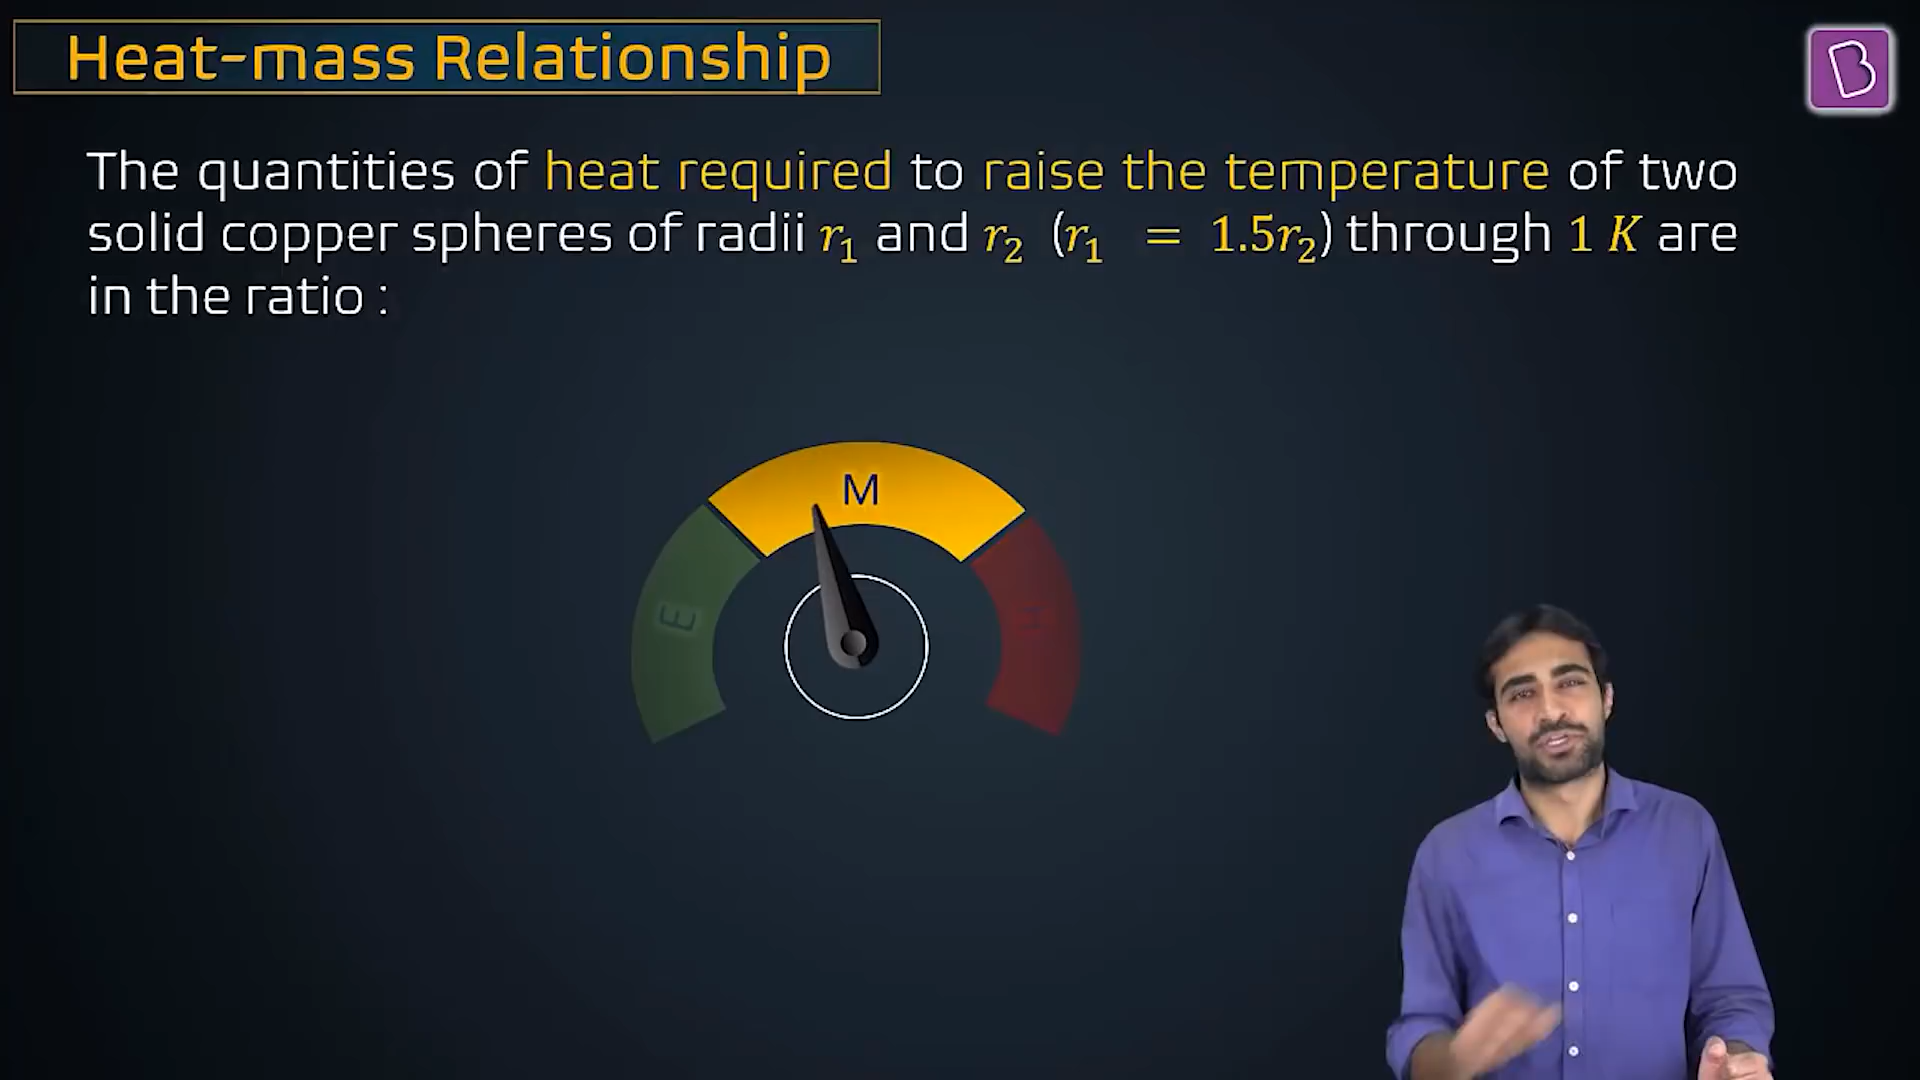 Heat-mass Relationship
B
The quantities of heat required to raise the temperature of two
solid copper spheres of radii r₁ and r₂ (r₁ = 1.5r₂) through 1 K are
in the ratio :
M
E